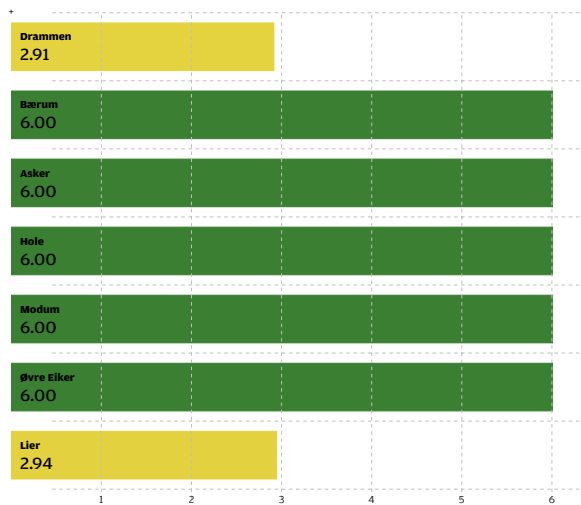 +
Drammen
2.91
Bærum
6.00
Asker
6.00
Hole
6.00
Modum
6.00
Øvre Eiker
6.00
Lier
2.94
1 2 3 4 5 6